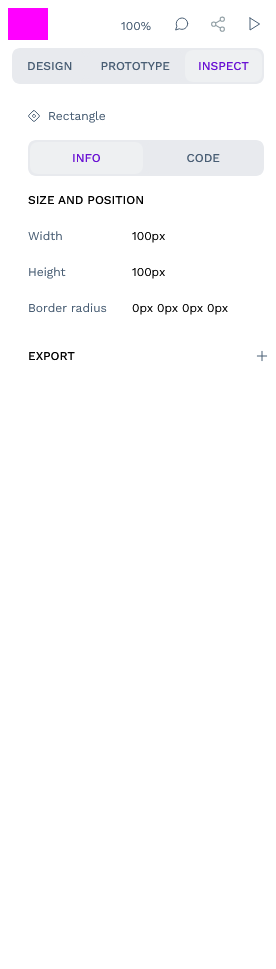 100%
DESIGN PROTOTYPE INSPECT
Rectangle
INFO CODE
SIZE AND POSITION
Width 100px
Height 100px
Border radius 0px 0px 0px 0px
EXPORT